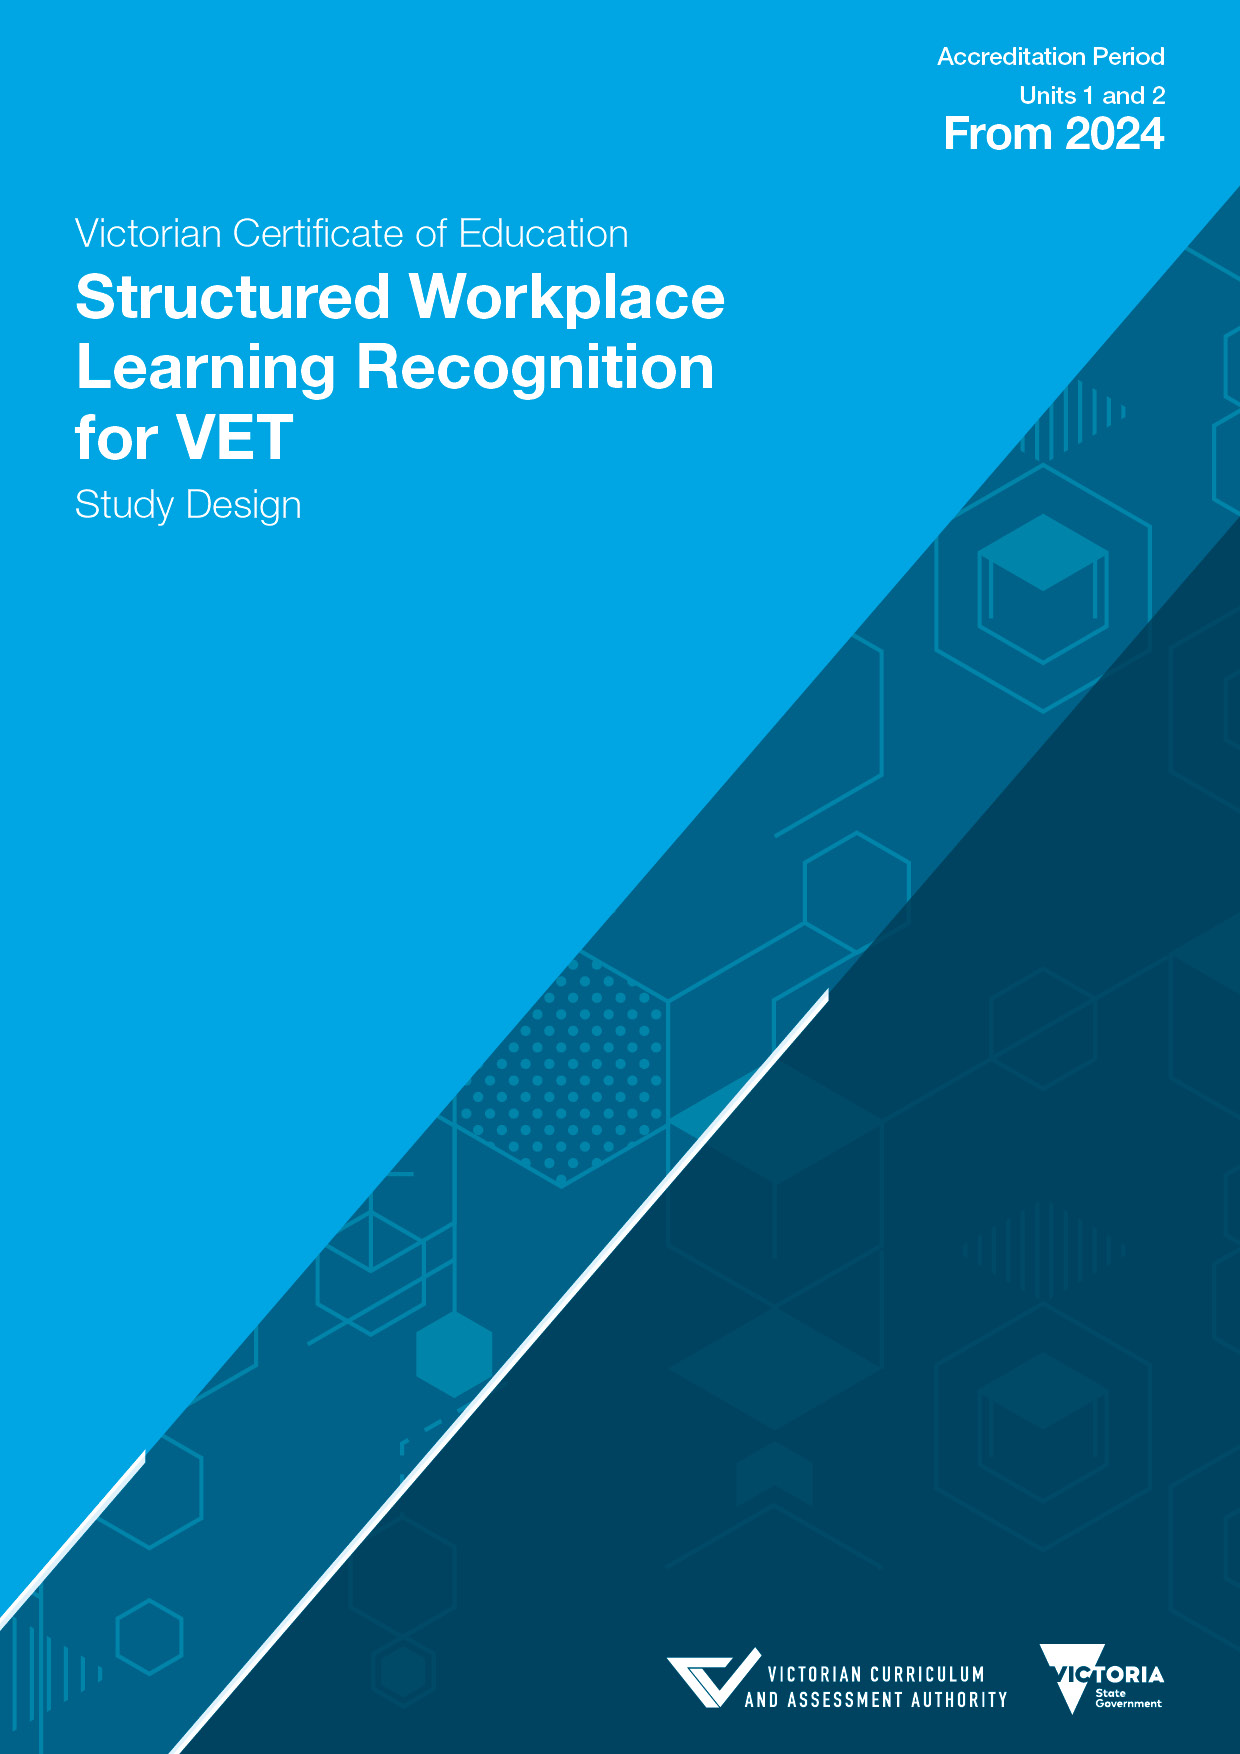 Accreditation Period
Units 1 and 2
From 2024
Victorian Certificate of Education
Structured Workplace
Learning Recognition
for VET
Study Design
VICTORIAN CURRICULUM
AND ASSESSMENT AUTHORITY
VICTORIA
State
Government